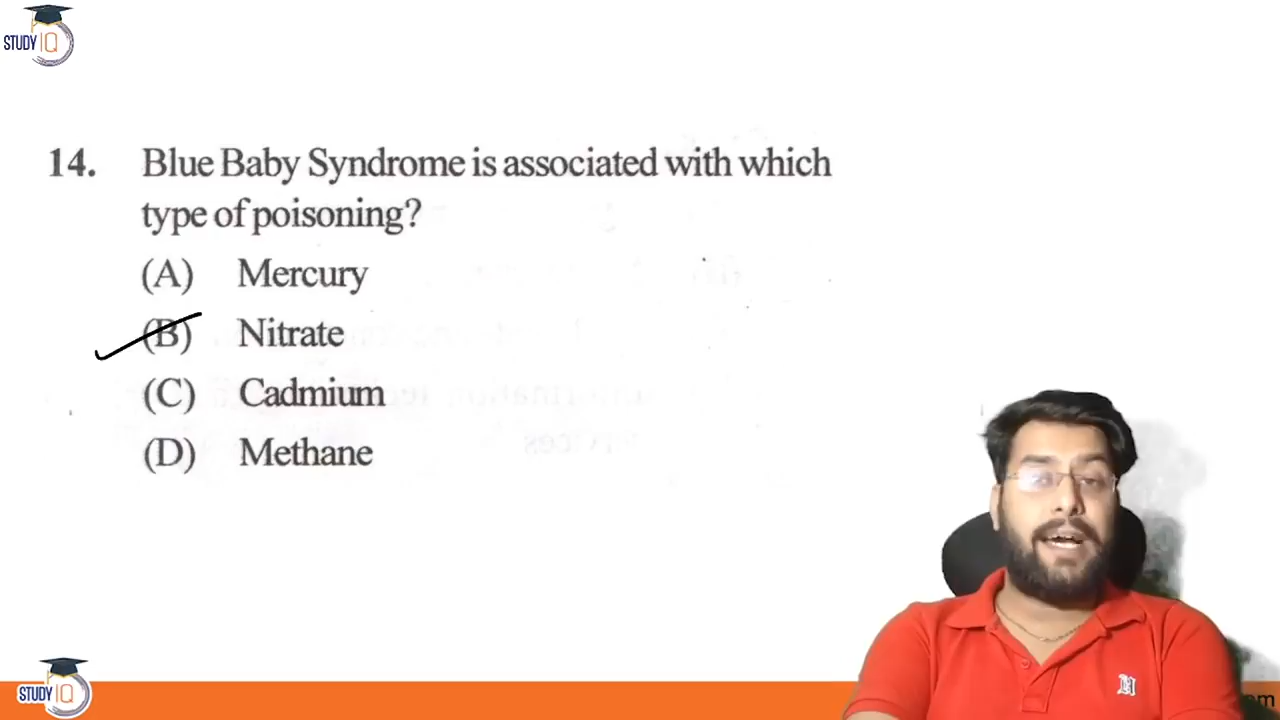 STUDY IQ
14. Blue Baby Syndrome is associated with which
type of poisoning?
(A) Mercury
(B) Nitrate
(C) Cadmium
(D) Methane
STUDY IQ